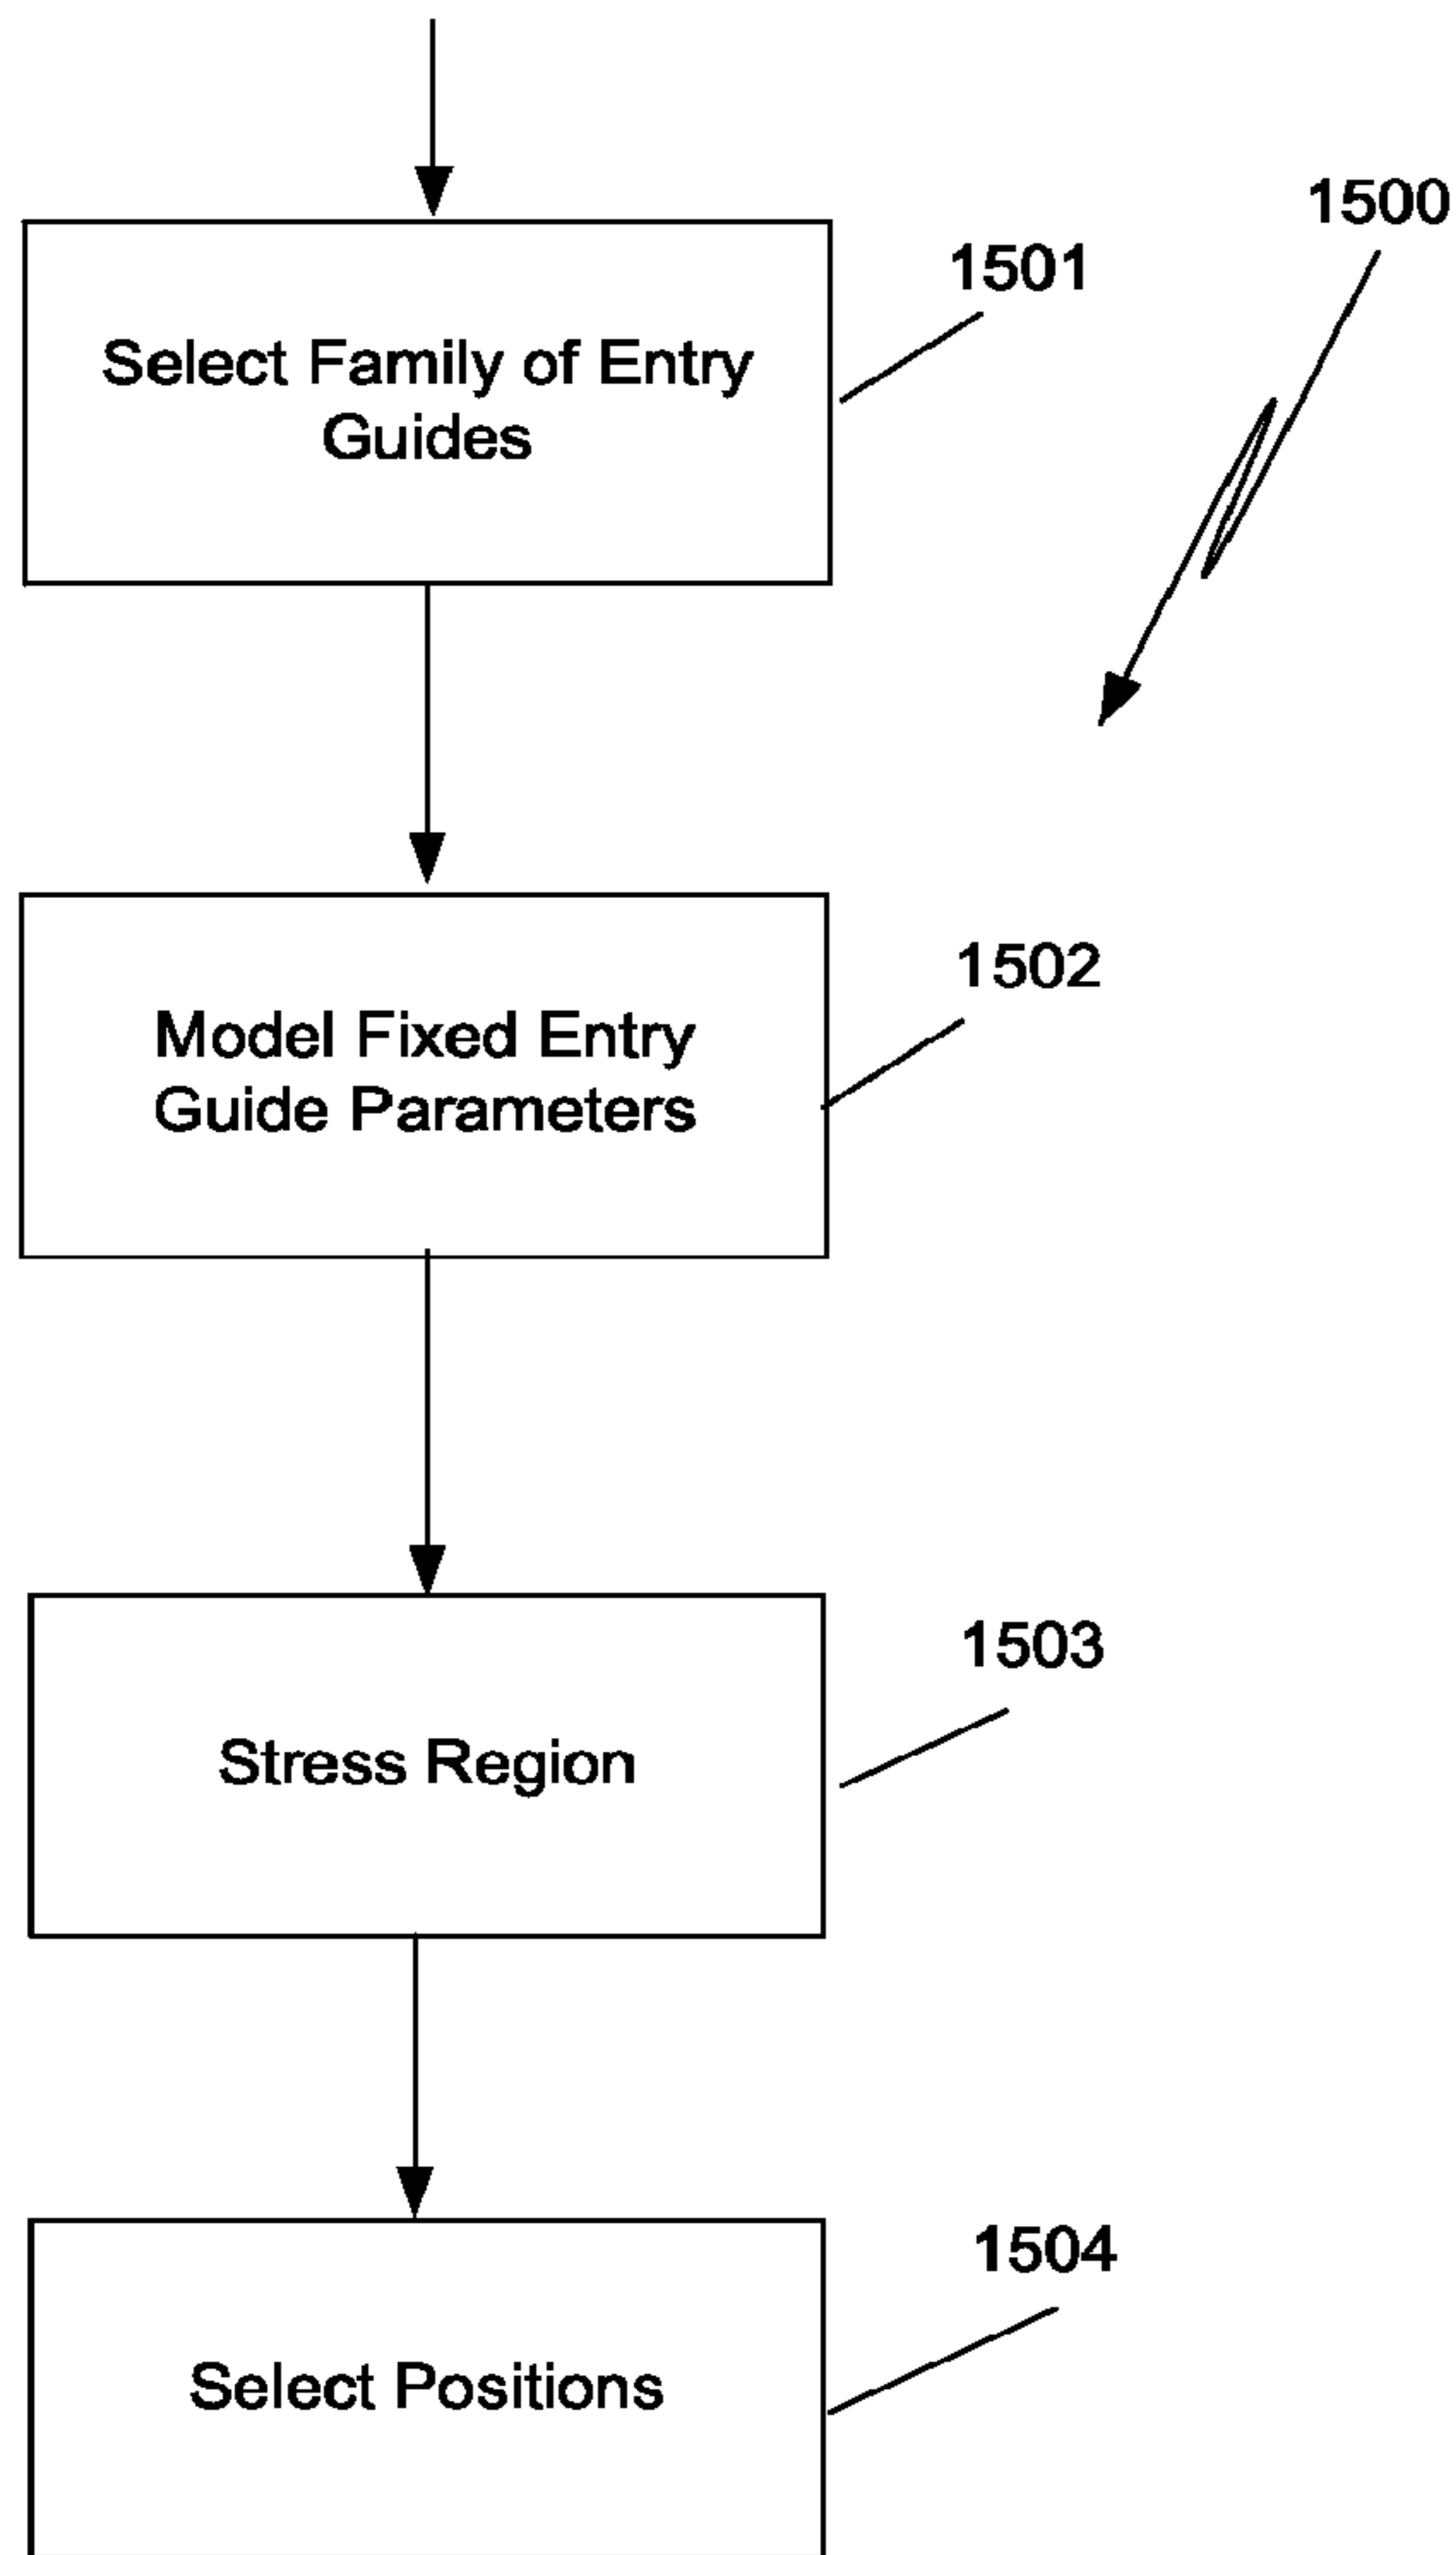 1500
1501
Select Family of Entry
Guides
1502
Model Fixed Entry
Guide Parameters
1503
Stress Region
1504
Select Positions